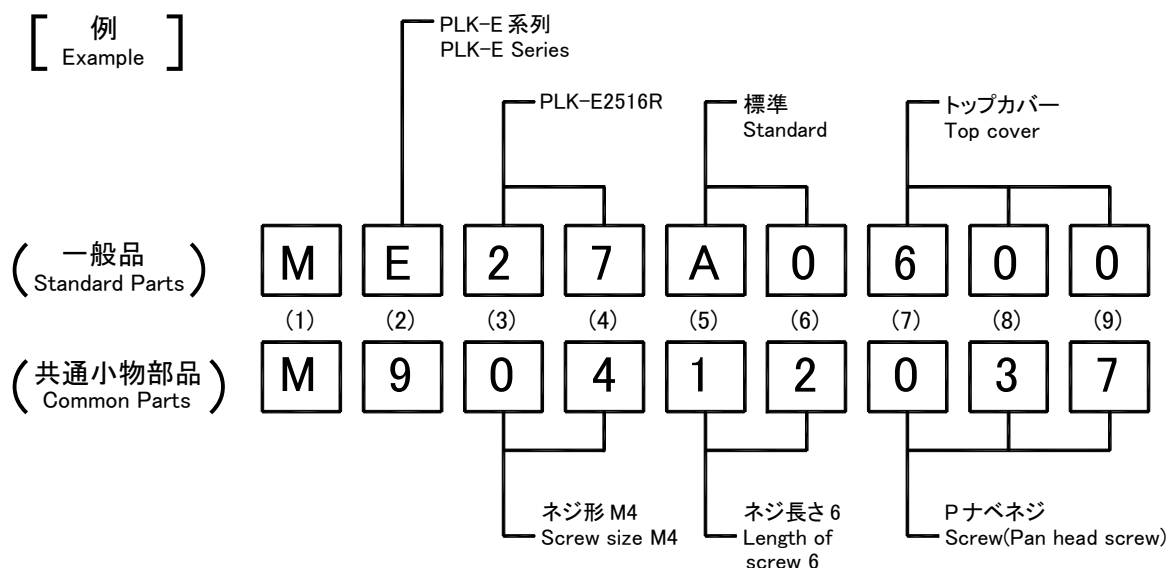 例
Example
PLK-E 系列
PLK-E Series
PLK-E2516R
標準
Standard
トップカバー
Top cover
一般品
Standard Parts
M E 2 7 A 0 6 0 0
(1) (2) (3) (4) (5) (6) (7) (8) (9)
共通小物部品
Common Parts
M 9 0 4 1 2 0 3 7
ネジ形 M4
Screw size M4
ネジ長さ 6
Length of
screw 6
P ナベネジ
Screw(Pan head screw)